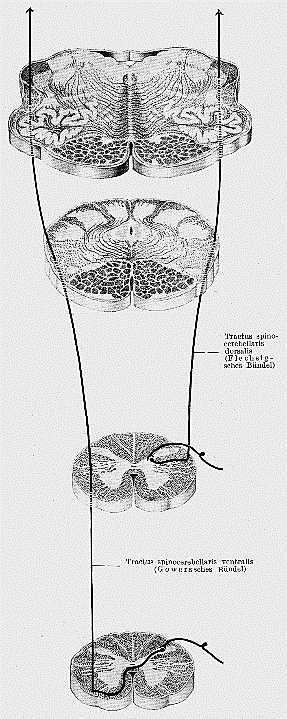 Tractus spino-
cerebellaris
dorsalis
(Flechsig-
sches Bündel)
Tractus spinocerebellaris ventralis
(Gowerssches Bündel)